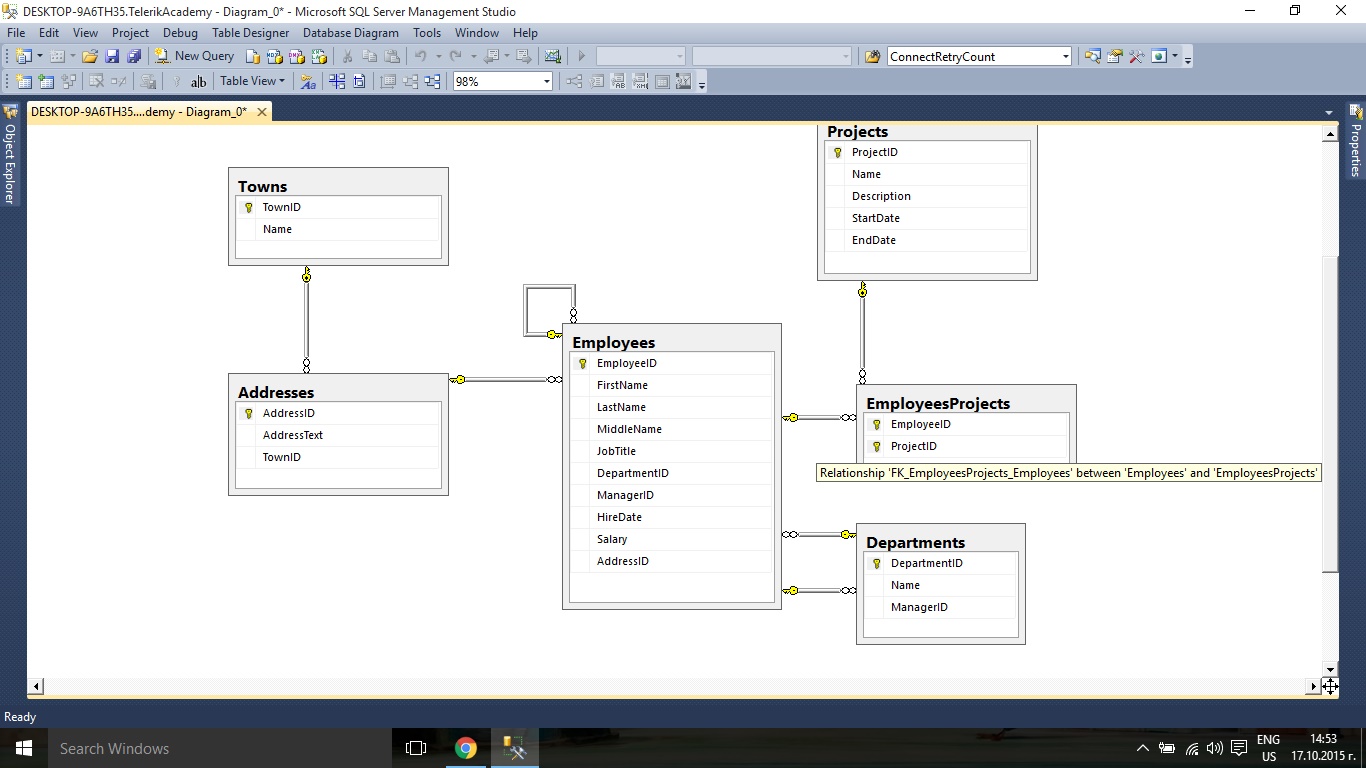 DESKTOP-9A6TH35.TelerikAcademy - Diagram_0* - Microsoft SQL Server Management Studio
File Edit View Project Debug Table Designer Database Diagram Tools Window Help
New Query ConnectRetryCount
ab| Table View 98%
DESKTOP-9A6TH35....demy - Diagram_0*
Object Explorer
Properties
Projects
ProjectID
Name
Description
StartDate
EndDate
Towns
TownID
Name
Employees
EmployeeID
FirstName
LastName
MiddleName
JobTitle
DepartmentID
ManagerID
HireDate
Salary
AddressID
Addresses
AddressID
AddressText
TownID
EmployeesProjects
EmployeeID
ProjectID
Relationship 'FK_EmployeesProjects_Employees' between 'Employees' and 'EmployeesProjects'
Departments
DepartmentID
Name
ManagerID
Ready
Search Windows
ENG 14:53
US 17.10.2015 г.